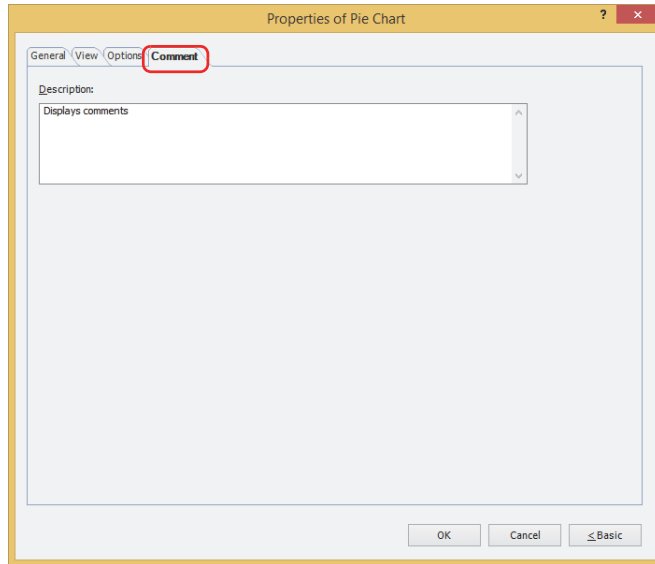 Properties of Pie Chart
? ×
General View Options Comment
Description:
Displays comments
OK Cancel < Basic